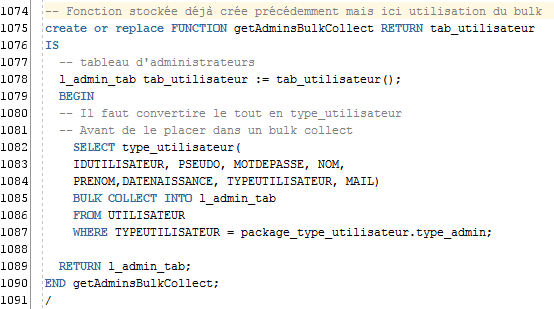 1074 -- Fonction stockée déjà crée précédemment mais ici utilisation du bulk
1075 create or replace FUNCTION getAdminsBulkCollect RETURN tab_utilisateur
1076 IS
1077 -- tableau d'administrateurs
1078 l_admin_tab tab_utilisateur := tab_utilisateur();
1079 BEGIN
1080 -- Il faut convertire le tout en type_utilisateur
1081 -- Avant de le placer dans un bulk collect
1082 SELECT type_utilisateur(
1083 IDUTILISATEUR, PSEUDO, MOTDEPASSE, NOM,
1084 PRENOM,DATENAISSANCE, TYPEUTILISATEUR, MAIL)
1085 BULK COLLECT INTO l_admin_tab
1086 FROM UTILISATEUR
1087 WHERE TYPEUTILISATEUR = package_type_utilisateur.type_admin;
1088
1089 RETURN l_admin_tab;
1090 END getAdminsBulkCollect;
1091 /